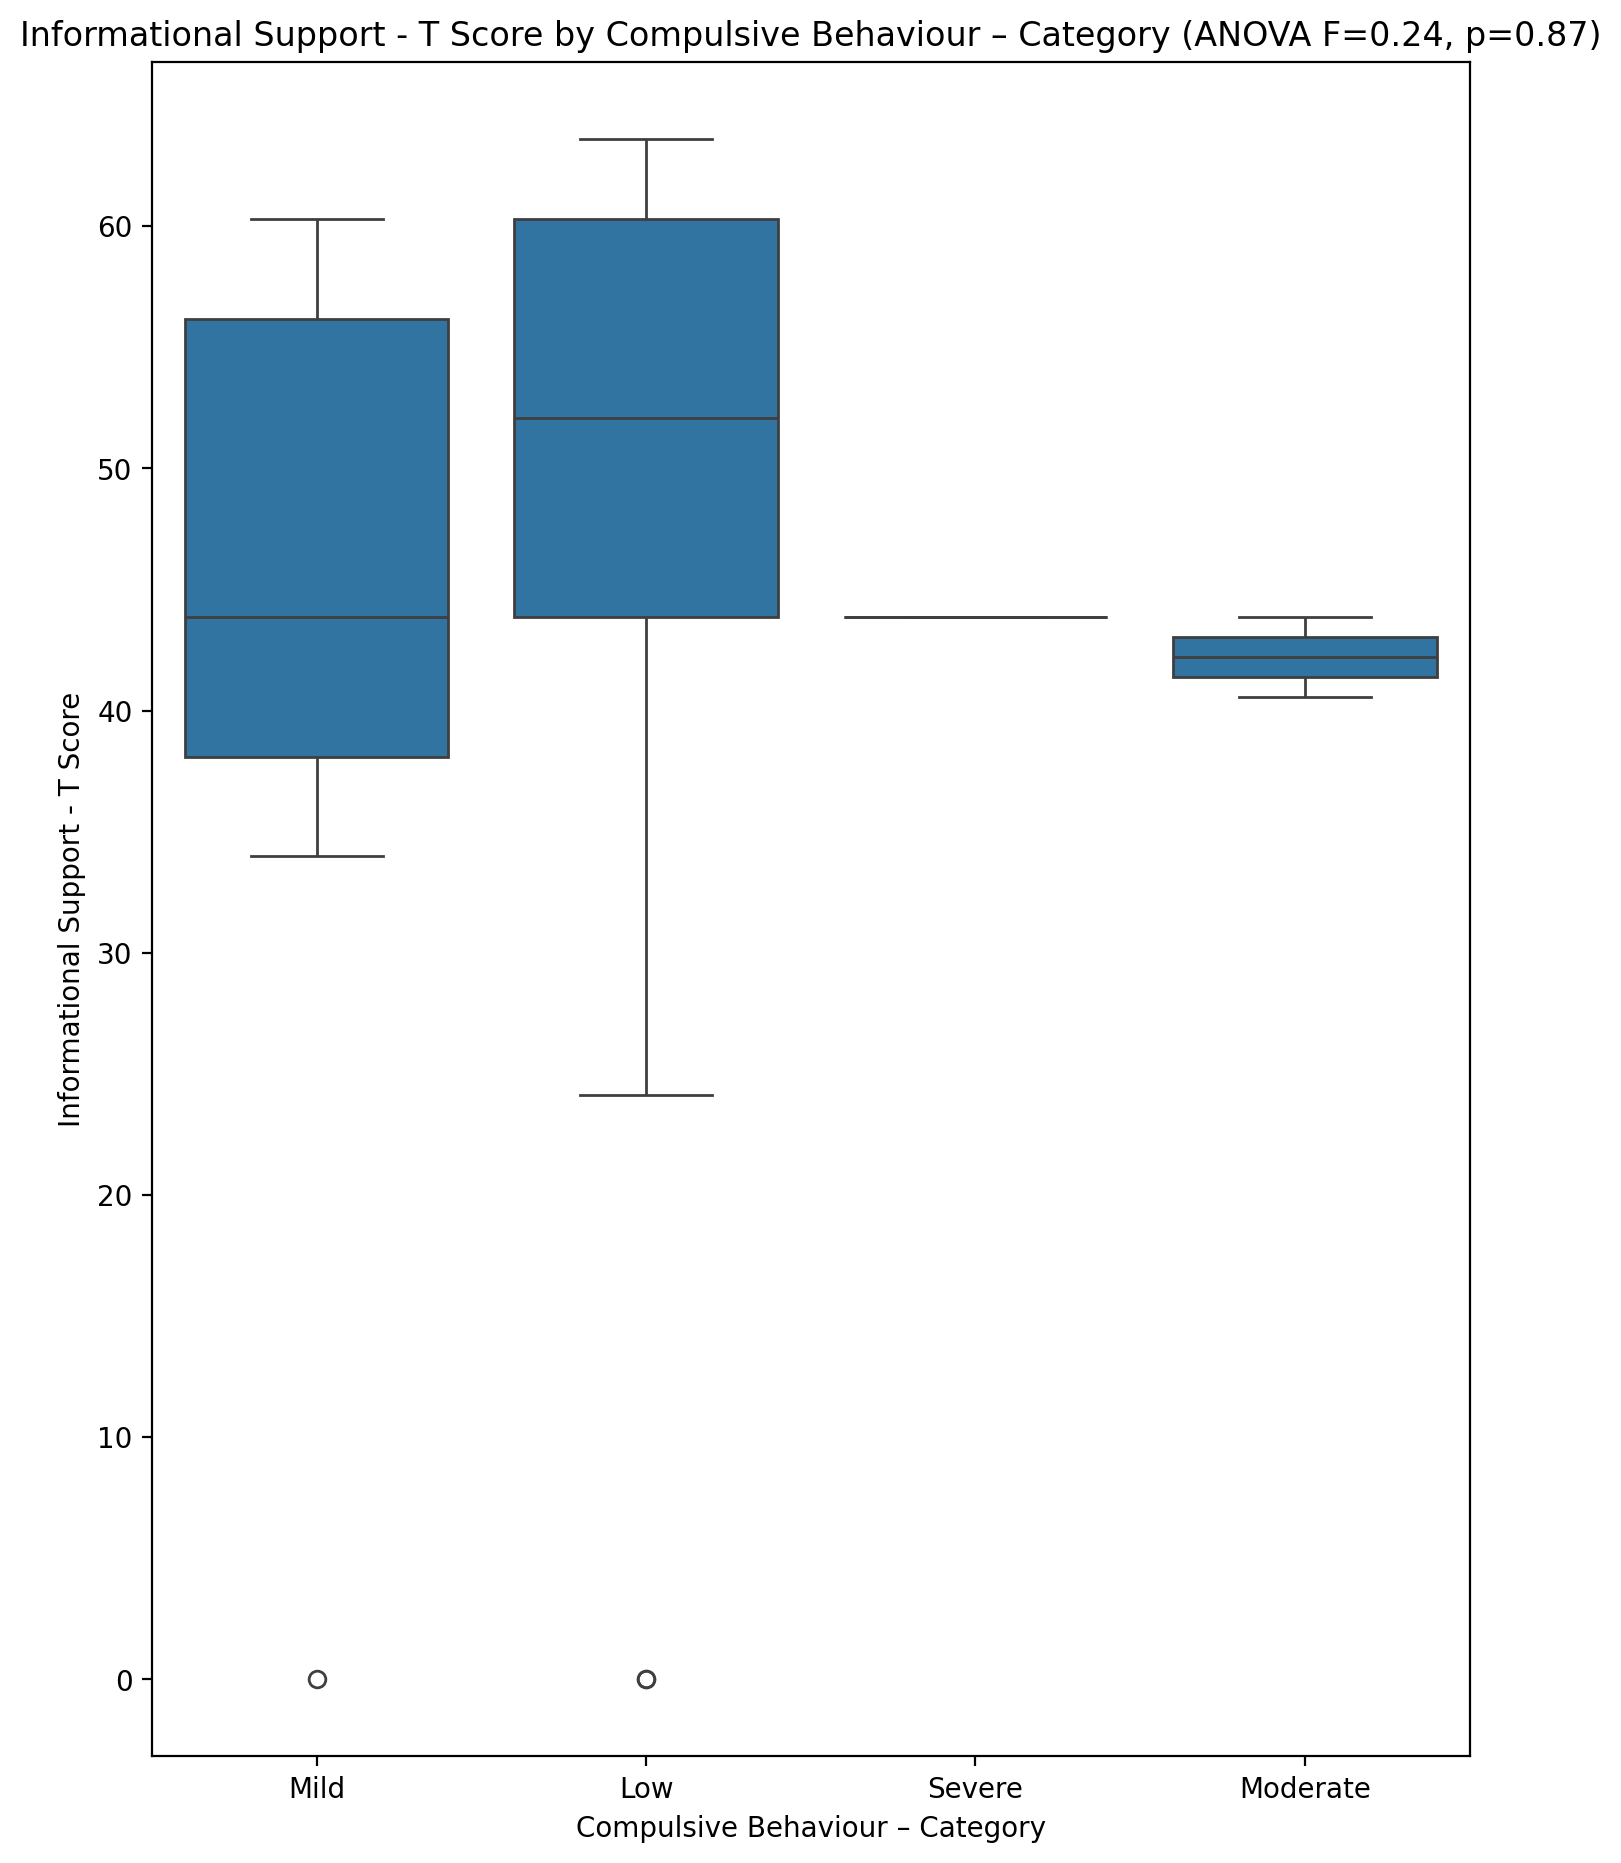 Informational Support - T Score by Compulsive Behaviour – Category (ANOVA F=0.24, p=0.87)
Informational Support - T Score
60
50
40
30
20
10
0
Mild Low Severe Moderate
Compulsive Behaviour – Category